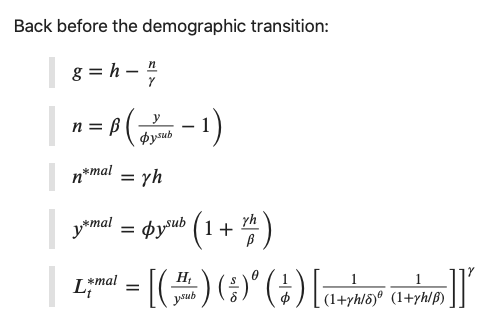 Back before the demographic transition:
g = h − n/γ
n = β ( y/ϕy^sub − 1 )
n^*mal = γh
y^*mal = ϕy^sub ( 1 + γh/β )
L_t^*mal = [ ( H_t/y^sub ) ( s/δ )^θ ( 1/ϕ ) [ 1/(1+γh/δ)^θ 1/(1+γh/β) ] ]^γ